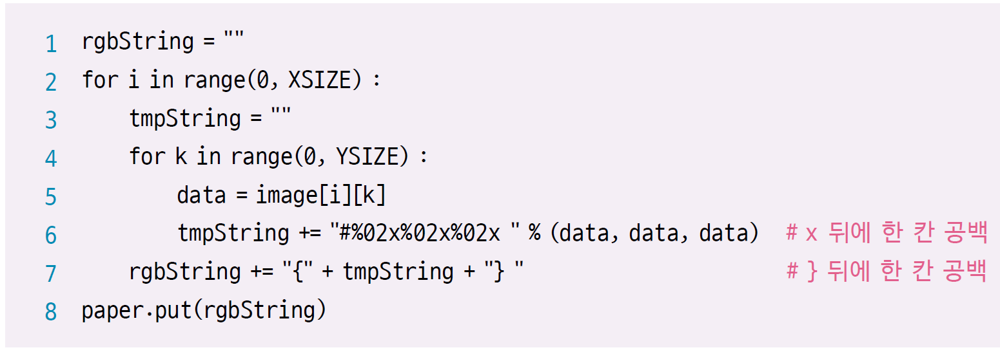 1 rgbString = ""
2 for i in range(0, XSIZE) :
3     tmpString = ""
4     for k in range(0, YSIZE) :
5         data = image[i][k]
6         tmpString += "#%02x%02x%02x " % (data, data, data)  # x 뒤에 한 칸 공백
7     rgbString += "{" + tmpString + "} "  # } 뒤에 한 칸 공백
8 paper.put(rgbString)